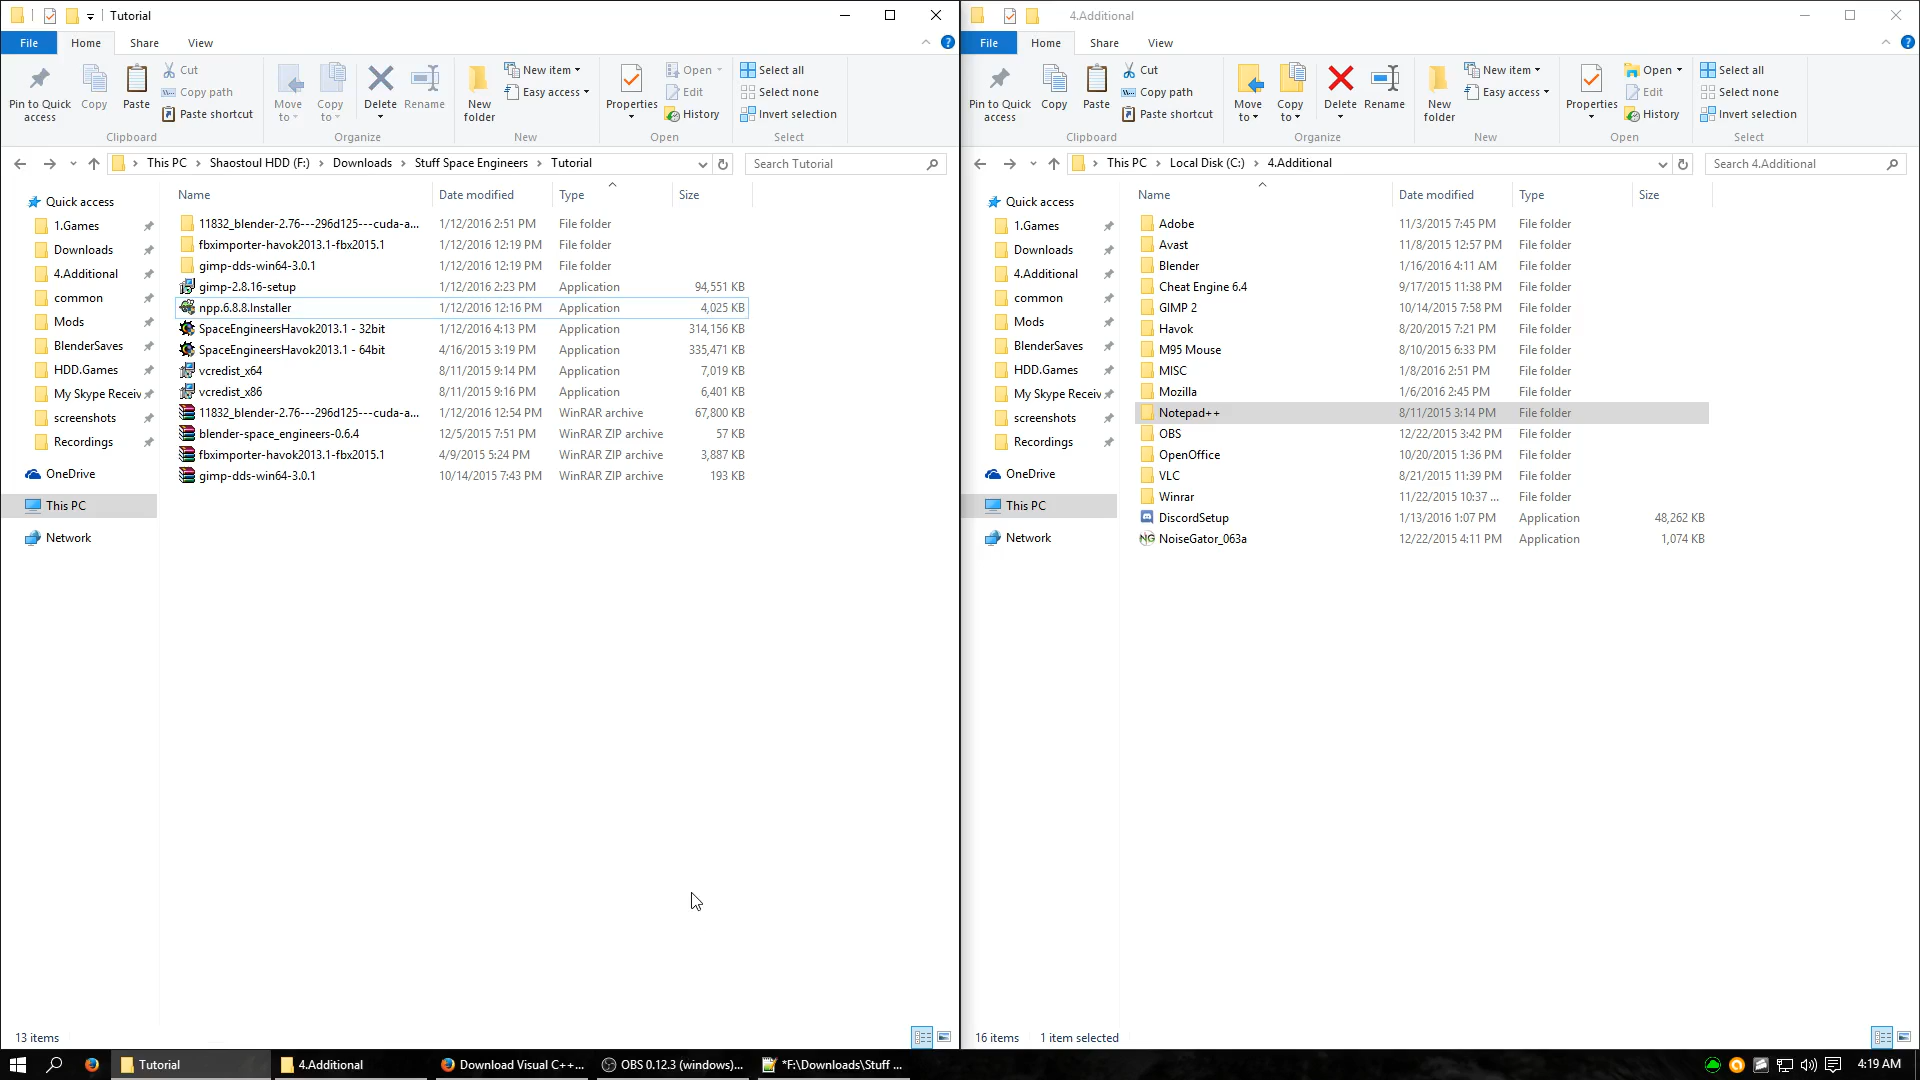 Tutorial
File Home Share View
Pin to Quick access
Copy
Paste
Cut
Copy path
Paste shortcut
Clipboard
Move to
Copy to
Delete
Rename
Organize
New folder
New item
Easy access
New
Properties
Open
Edit
History
Open
Select all
Select none
Invert selection
Select
This PC Shaostoul HDD (F:) Downloads Stuff Space Engineers Tutorial
Search Tutorial
Quick access
1.Games
Downloads
4.Additional
common
Mods
BlenderSaves
HDD.Games
My Skype Receiv
screenshots
Recordings
OneDrive
This PC
Network
Name Date modified Type Size
11832_blender-2.76---296d125---cuda-a... 1/12/2016 2:51 PM File folder
fbximporter-havok2013.1-fbx2015.1 1/12/2016 12:19 PM File folder
gimp-dds-win64-3.0.1 1/12/2016 12:19 PM File folder
gimp-2.8.16-setup 1/12/2016 2:23 PM Application 94,551 KB
npp.6.8.8.Installer 1/12/2016 12:16 PM Application 4,025 KB
SpaceEngineersHavok2013.1 - 32bit 1/12/2016 4:13 PM Application 314,156 KB
SpaceEngineersHavok2013.1 - 64bit 4/16/2015 3:19 PM Application 335,471 KB
vcredist_x64 8/11/2015 9:14 PM Application 7,019 KB
vcredist_x86 8/11/2015 9:16 PM Application 6,401 KB
11832_blender-2.76---296d125---cuda-a... 1/12/2016 12:54 PM WinRAR archive 67,800 KB
blender-space_engineers-0.6.4 12/5/2015 7:51 PM WinRAR ZIP archive 57 KB
fbximporter-havok2013.1-fbx2015.1 4/9/2015 5:24 PM WinRAR ZIP archive 3,887 KB
gimp-dds-win64-3.0.1 10/14/2015 7:43 PM WinRAR ZIP archive 193 KB
13 items
4.Additional
File Home Share View
Pin to Quick access
Copy
Paste
Cut
Copy path
Paste shortcut
Clipboard
Move to
Copy to
Delete
Rename
Organize
New folder
New item
Easy access
New
Properties
Open
Edit
History
Open
Select all
Select none
Invert selection
Select
This PC Local Disk (C:) 4.Additional
Search 4.Additional
Quick access
1.Games
Downloads
4.Additional
common
Mods
BlenderSaves
HDD.Games
My Skype Receiv
screenshots
Recordings
OneDrive
This PC
Network
Name Date modified Type Size
Adobe 11/3/2015 7:45 PM File folder
Avast 11/8/2015 12:57 PM File folder
Blender 1/16/2016 4:11 AM File folder
Cheat Engine 6.4 9/17/2015 11:38 PM File folder
GIMP 2 10/14/2015 7:58 PM File folder
Havok 8/20/2015 7:21 PM File folder
M95 Mouse 8/10/2015 6:33 PM File folder
MISC 1/8/2016 2:51 PM File folder
Mozilla 1/6/2016 2:45 PM File folder
Notepad++ 8/11/2015 3:14 PM File folder
OBS 12/22/2015 3:42 PM File folder
OpenOffice 10/20/2015 1:36 PM File folder
VLC 8/21/2015 11:39 PM File folder
Winrar 11/22/2015 10:37 ... File folder
DiscordSetup 1/13/2016 1:07 PM Application 48,262 KB
NoiseGator_063a 12/22/2015 4:11 PM Application 1,074 KB
16 items 1 item selected
Tutorial 4.Additional Download Visual C++... OBS 0.12.3 (windows)... *F:\Downloads\Stuff ... 4:19 AM